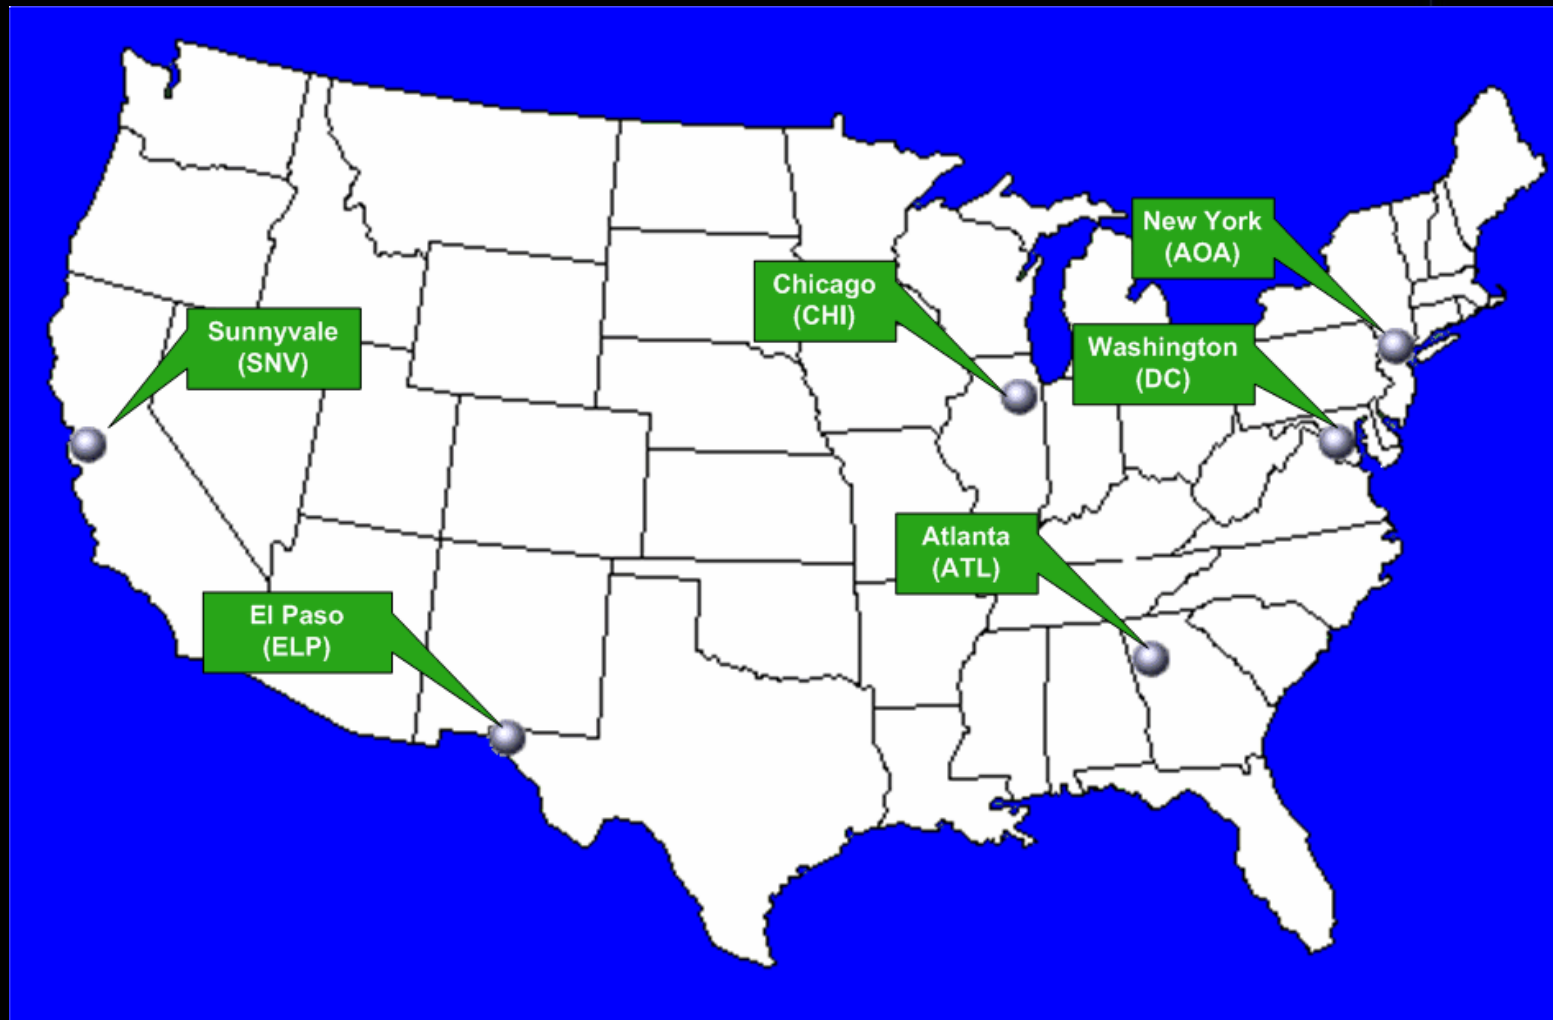 New York
(AOA)
Chicago
(CHI)
Sunnyvale
(SNV)
Washington
(DC)
Atlanta
(ATL)
El Paso
(ELP)